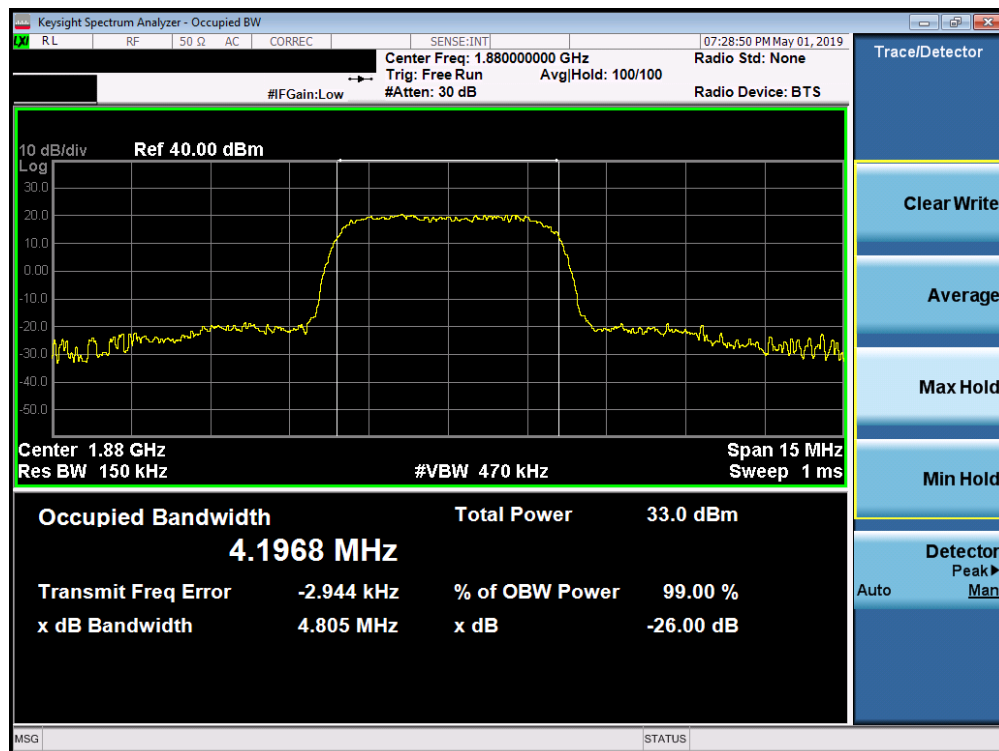 Keysight Spectrum Analyzer - Occupied BW
LXI RL RF 50 Ω AC CORREC SENSE:INT 07:28:50 PM May 01, 2019
Center Freq: 1.880000000 GHz Radio Std: None
Trig: Free Run Avg|Hold: 100/100
#IFGain:Low #Atten: 30 dB Radio Device: BTS
10 dB/div Ref 40.00 dBm
Log
30.0
20.0
10.0
0.00
-10.0
-20.0
-30.0
-40.0
-50.0
Center 1.88 GHz Span 15 MHz
Res BW 150 kHz #VBW 470 kHz Sweep 1 ms
Occupied Bandwidth Total Power 33.0 dBm
4.1968 MHz
Transmit Freq Error -2.944 kHz % of OBW Power 99.00 %
x dB Bandwidth 4.805 MHz x dB -26.00 dB
MSG STATUS
Trace/Detector
Clear Write
Average
Max Hold
Min Hold
Detector
Peak▶
Auto Man